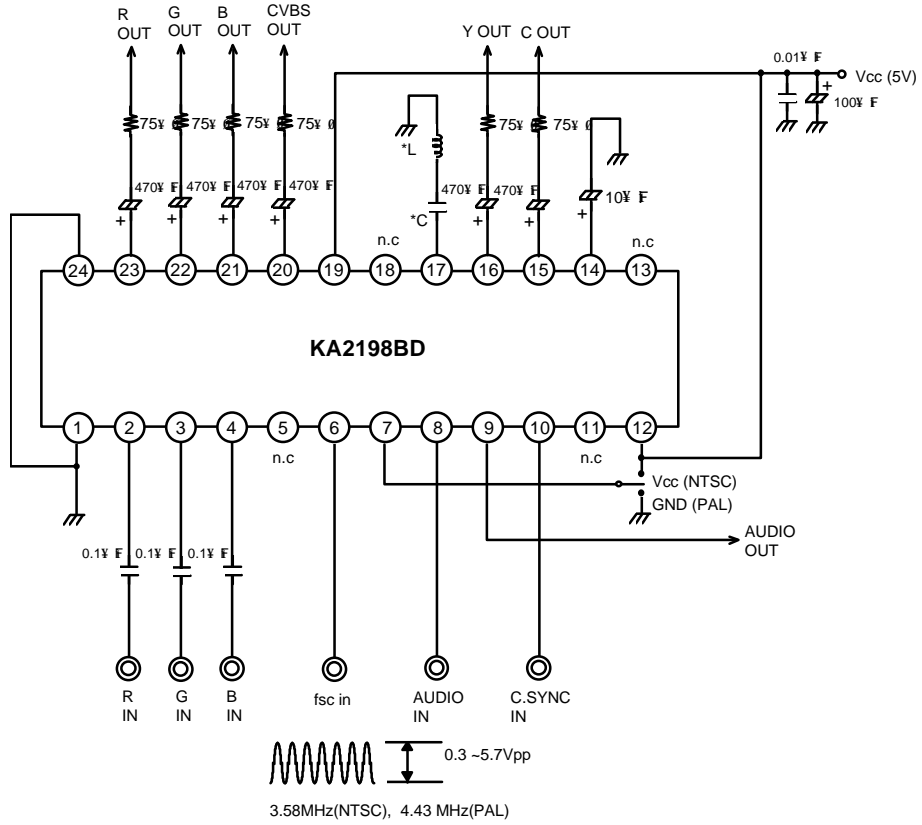 R
OUT
G
OUT
B
OUT
CVBS
OUT
Y OUT
C OUT
0.01¥ F
Vcc (5V)
+
100¥ F
75¥ Ø
75¥ Ø
75¥ Ø
75¥ Ø
*L
75¥ Ø
75¥ Ø
470¥ F
470¥ F
470¥ F
470¥ F
470¥ F
470¥ F
10¥ F
+
+
+
+
*C
+
+
+
n.c
n.c
24
23
22
21
20
19
18
17
16
15
14
13
KA2198BD
1
2
3
4
5
6
7
8
9
10
11
12
n.c
n.c
Vcc (NTSC)
GND (PAL)
AUDIO
OUT
0.1¥ F
0.1¥ F
0.1¥ F
R
IN
G
IN
B
IN
fsc in
AUDIO
IN
C.SYNC
IN
0.3 ~5.7Vpp
3.58MHz(NTSC), 4.43 MHz(PAL)